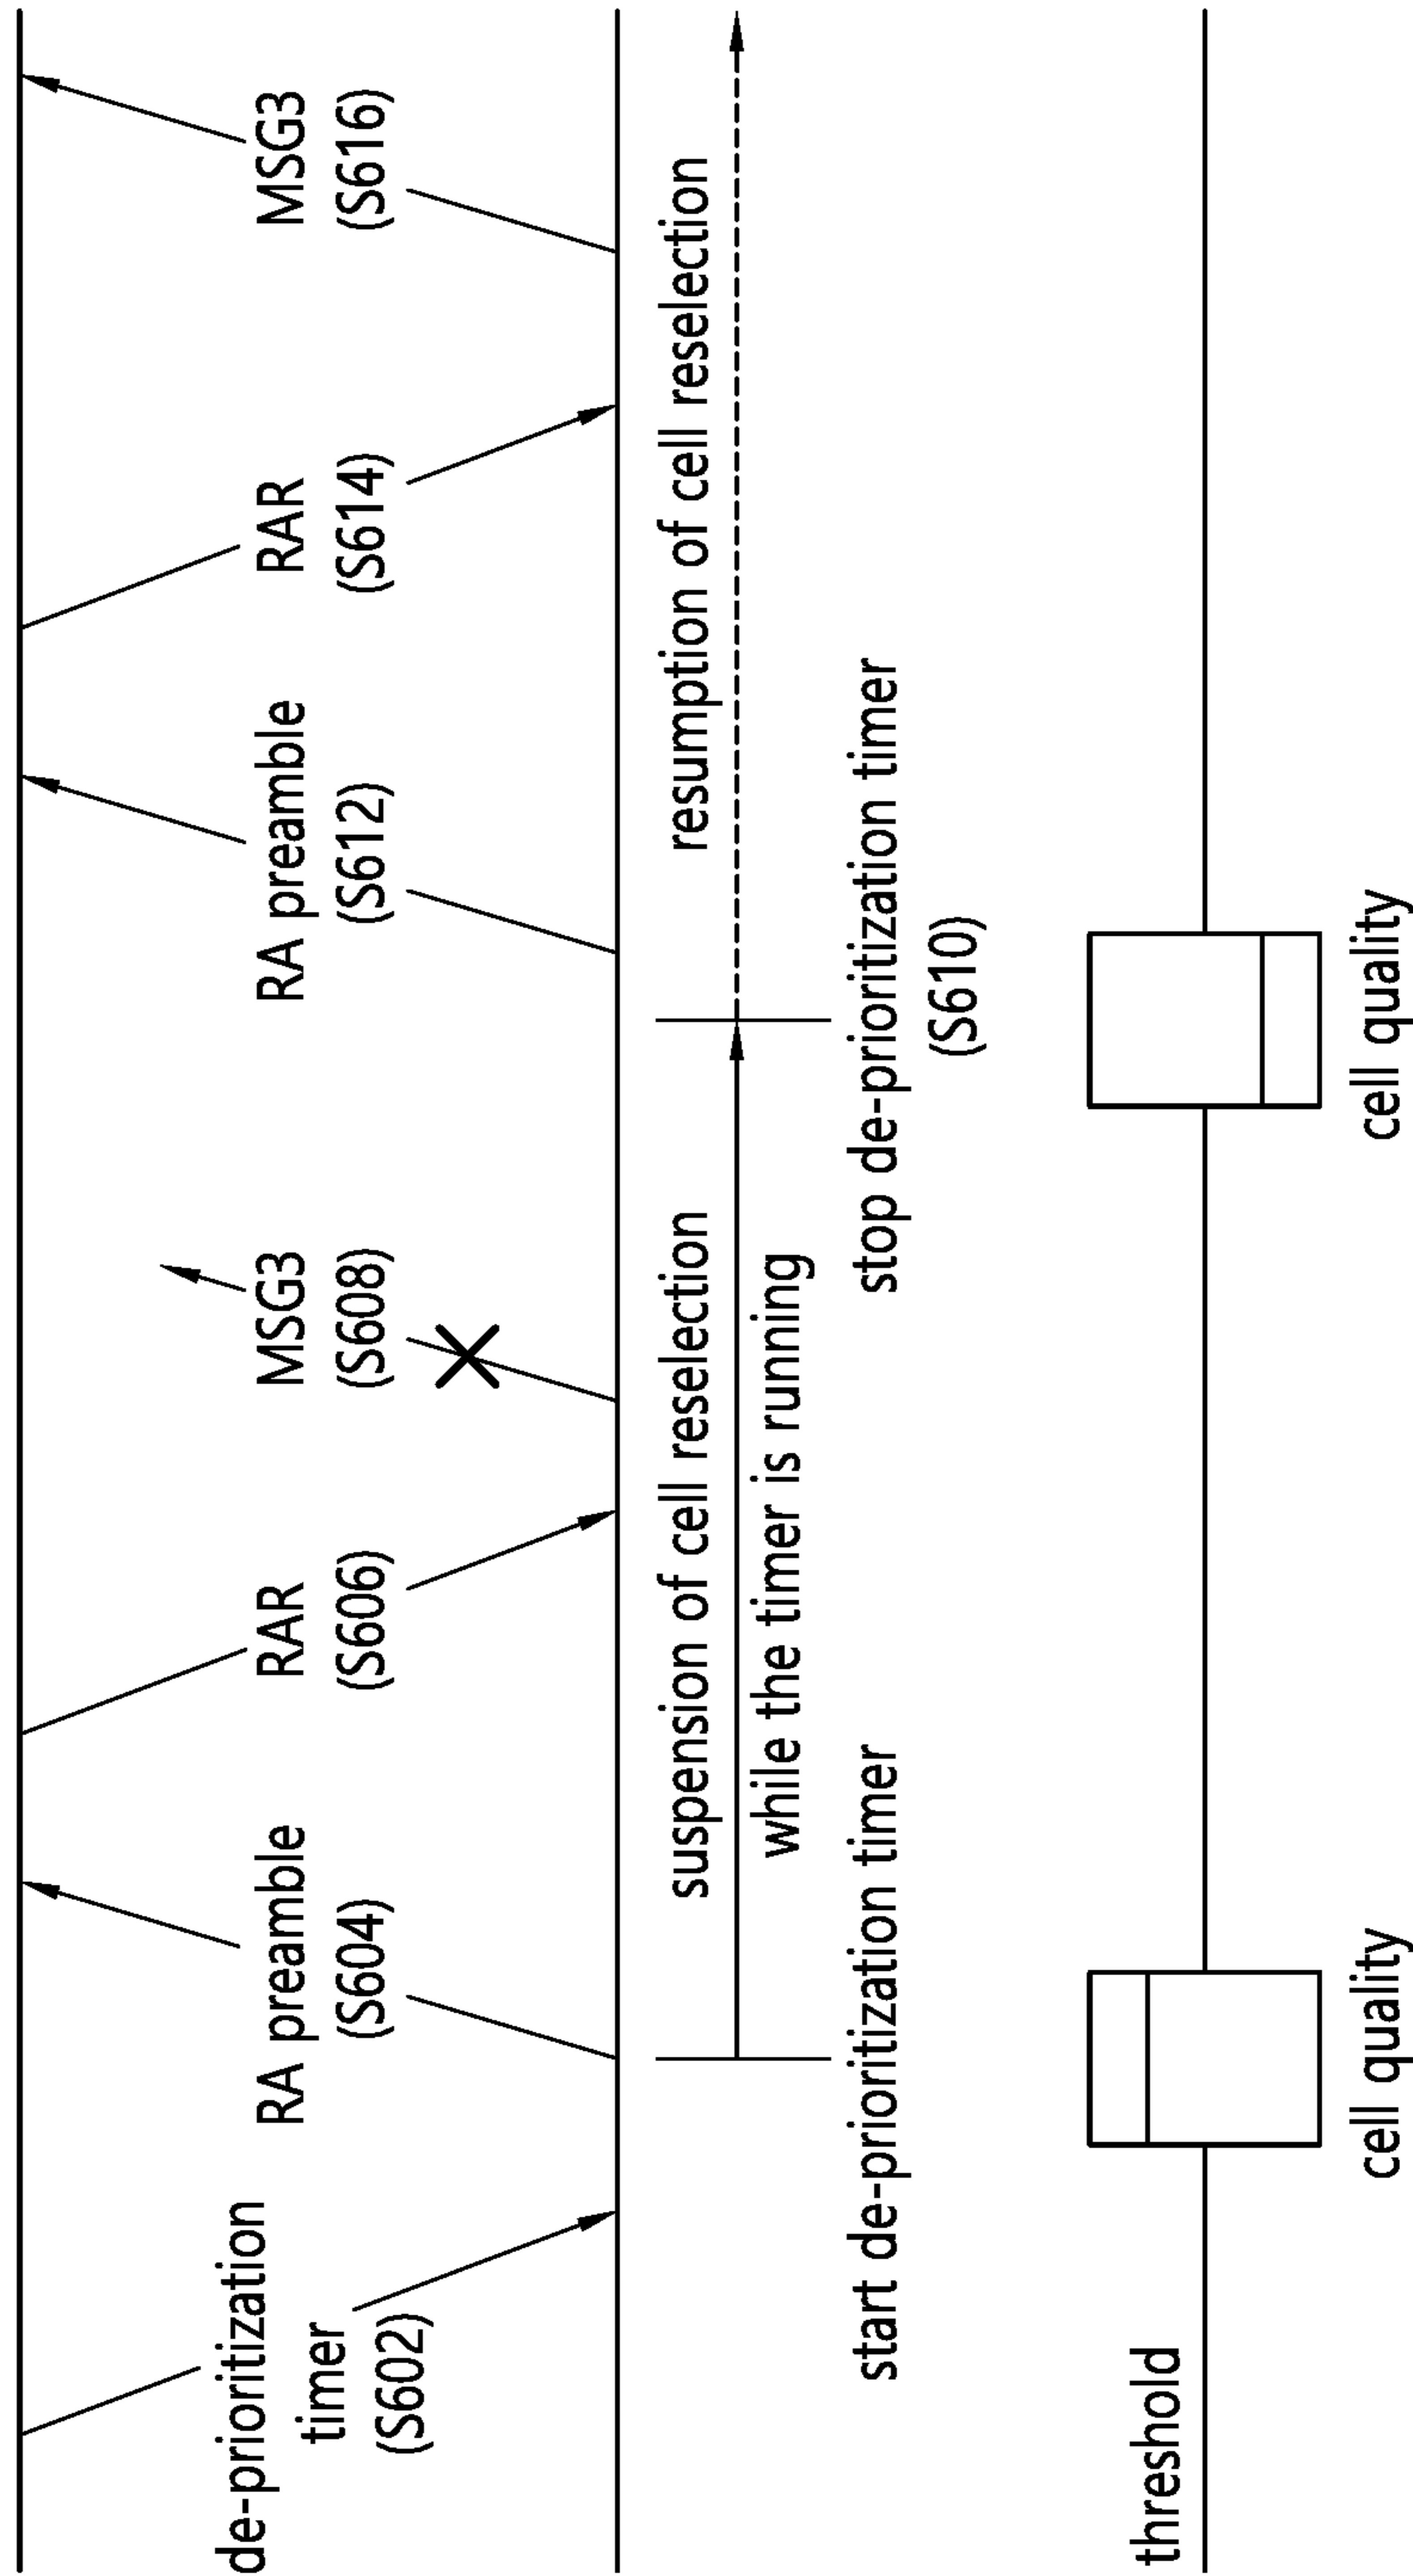 de-prioritization
timer
(S602)
RA preamble
(S604)
RAR
(S606)
MSG3
(S608)
RA preamble
(S612)
RAR
(S614)
MSG3
(S616)
suspension of cell reselection
while the timer is running
resumption of cell reselection
start de-prioritization timer
stop de-prioritization timer
(S610)
threshold
cell quality
cell quality